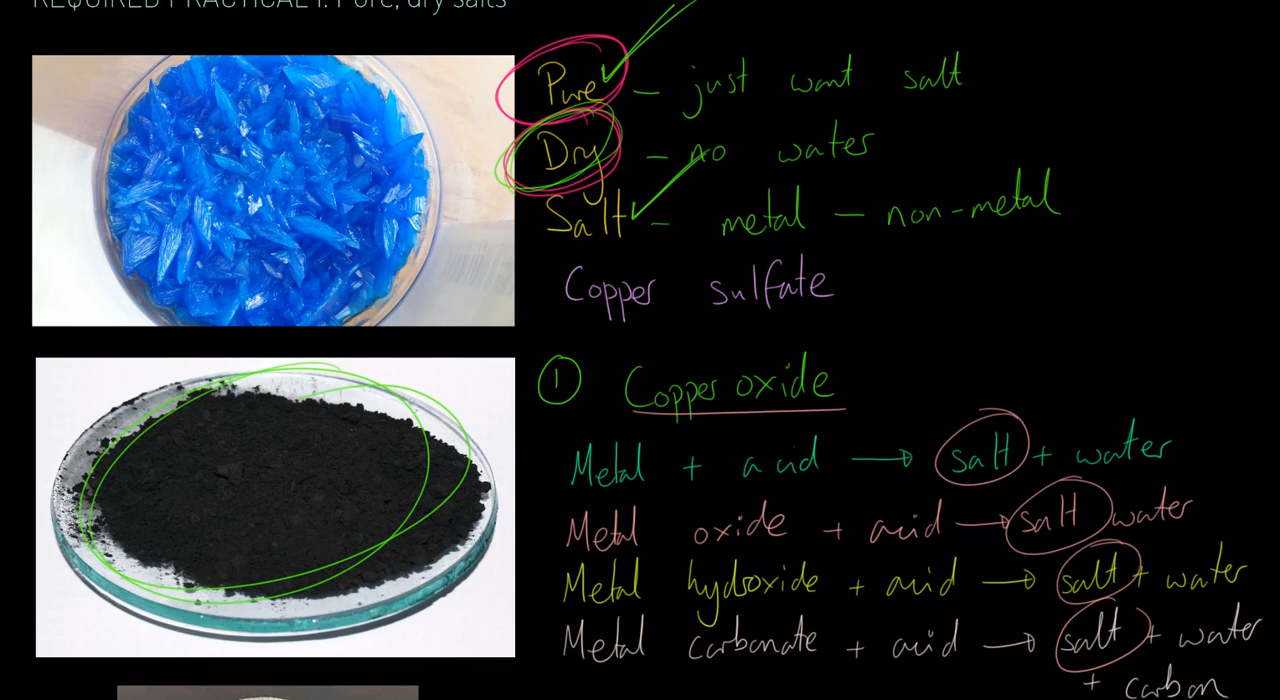 REQUIRED PRACTICAL 1: Pure, dry salts
Pure – just want salt
Dry – no water
Salt – metal – non-metal
Copper sulfate
① Copper oxide
Metal + acid → salt + water
Metal oxide + acid → salt water
Metal hydroxide + acid → salt + water
Metal carbonate + acid → salt + water
+ carbon